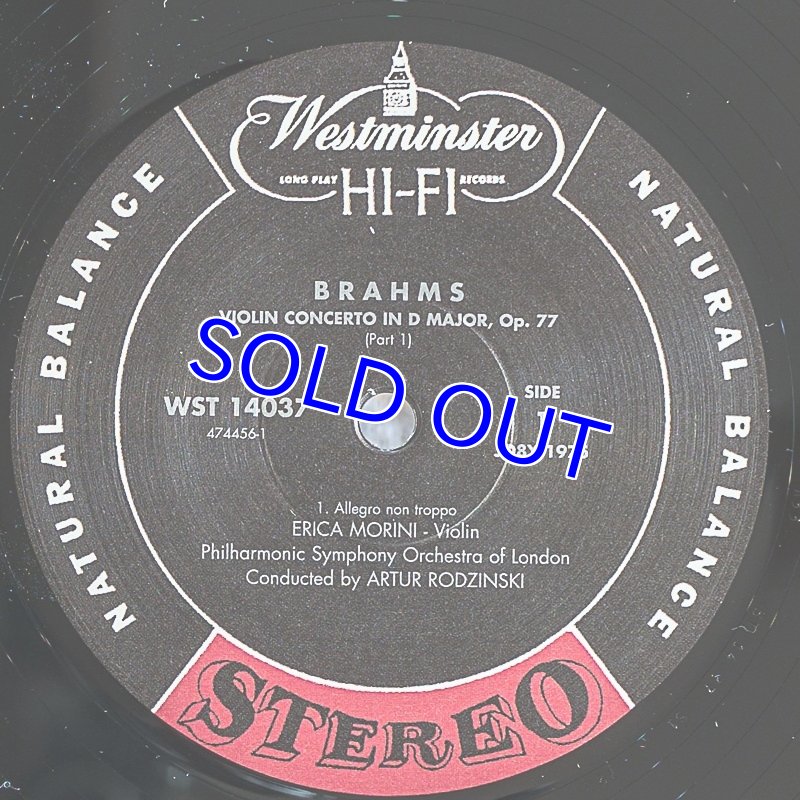 Westminster
LONG PLAY HI-FI RECORDS
NATURAL BALANCE
NATURAL BALANCE
BRAHMS
VIOLIN CONCERTO IN D MAJOR, Op. 77
(Part 1)
SOLD OUT
WST 14037
474456-1
SIDE
1. Allegro non troppo
ERICA MORINI - Violin
Philharmonic Symphony Orchestra of London
Conducted by ARTUR RODZINSKI
STEREO